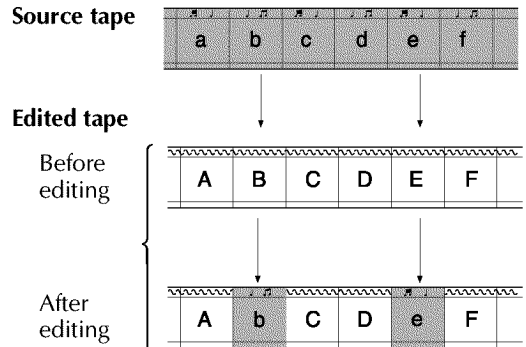 Source tape
a b c d e f
Edited tape
Before
editing
A B C D E F
After
editing
A b C D e F